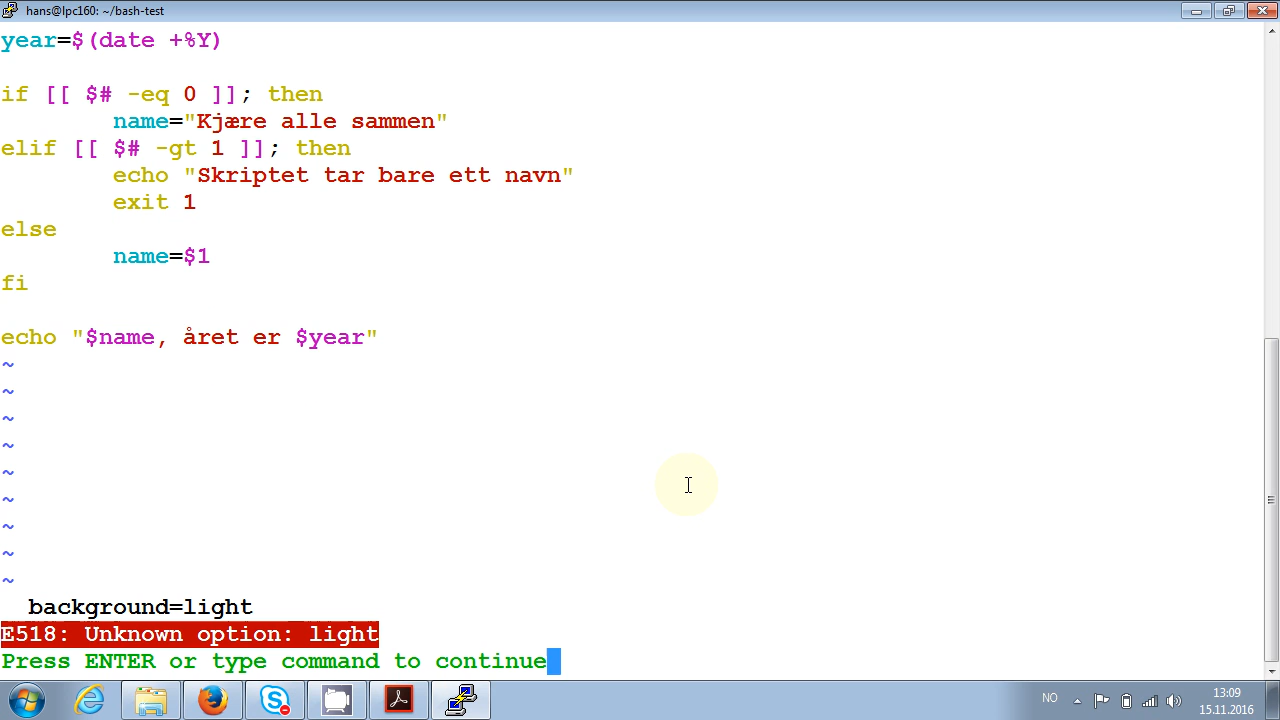 hans@lpc160: ~/bash-test
year=$(date +%Y)
if [[ $# -eq 0 ]]; then
name="Kjære alle sammen"
elif [[ $# -gt 1 ]]; then
echo "Skriptet tar bare ett navn"
exit 1
else
name=$1
fi
echo "$name, året er $year"
~
~
~
~
~
~
~
~
~
background=light
E518: Unknown option: light
Press ENTER or type command to continue
NO
13:09
15.11.2016